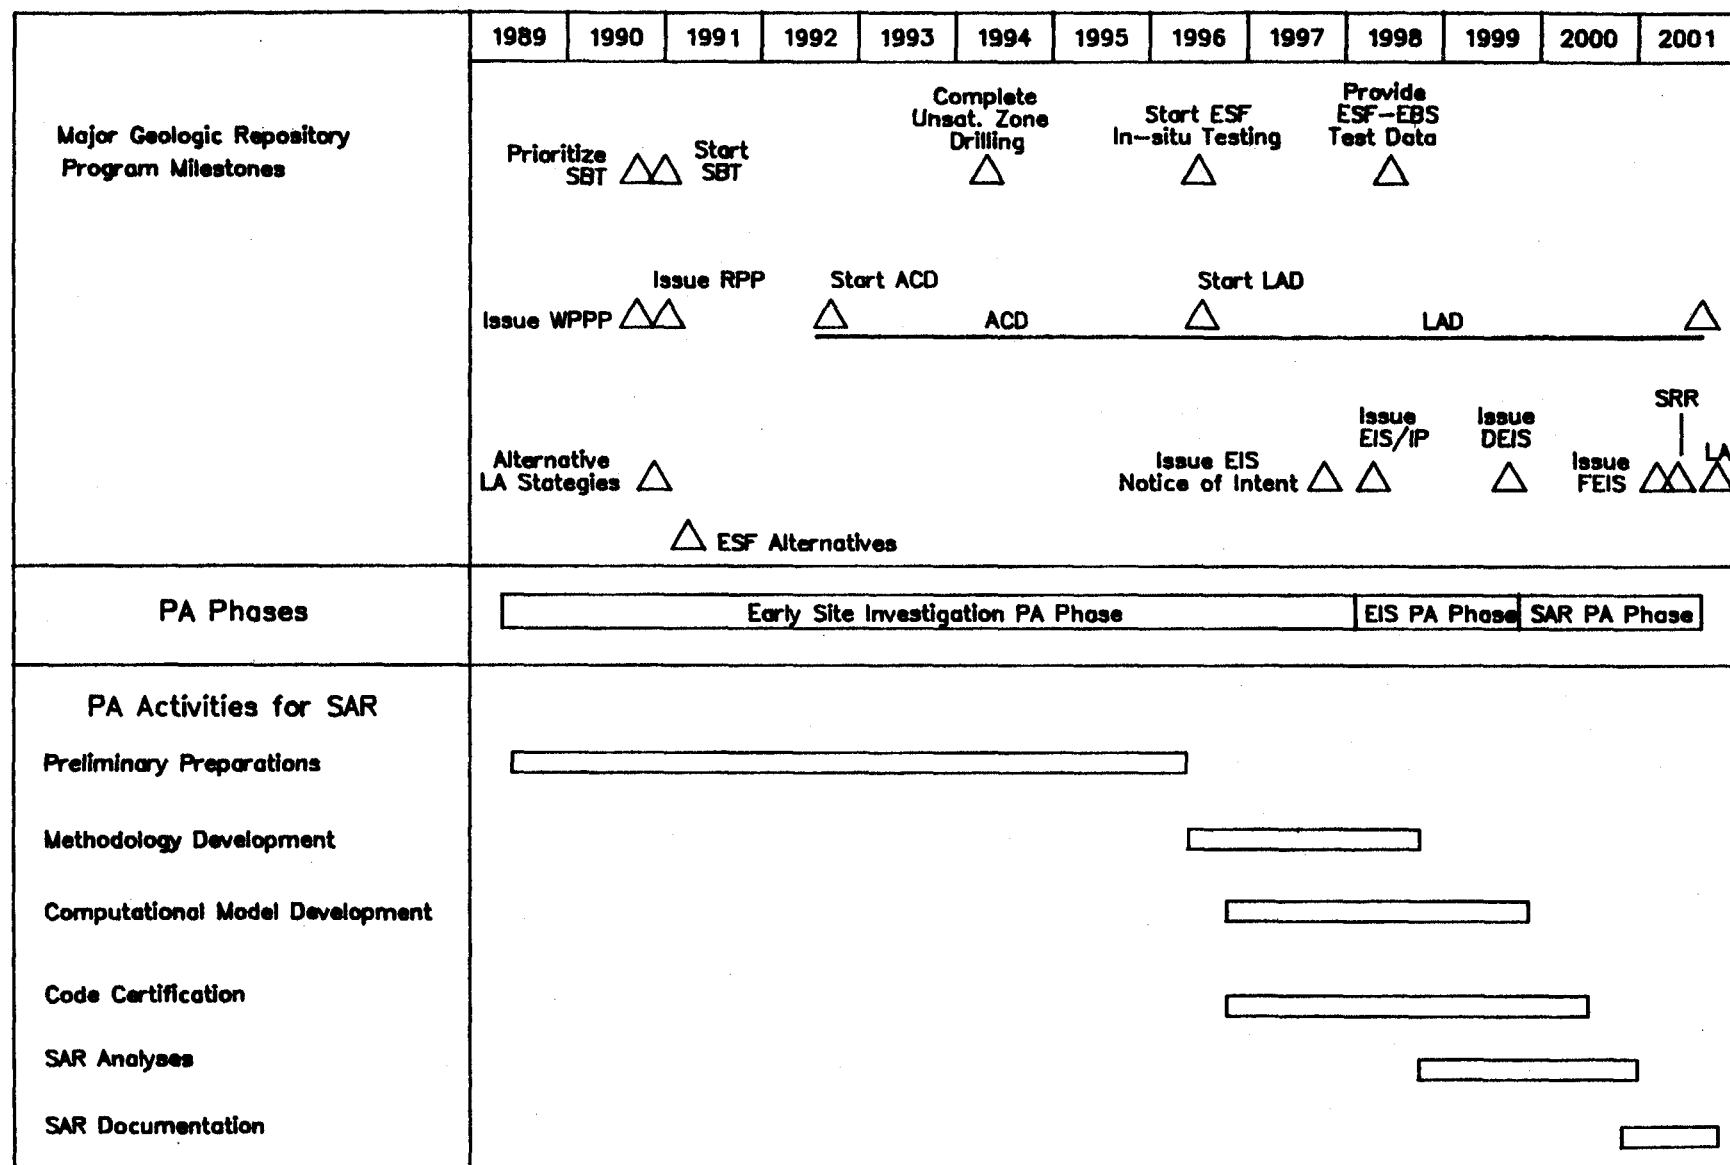 1989 1990 1991 1992 1993 1994 1995 1996 1997 1998 1999 2000 2001
Major Geologic Repository
Program Milestones
Prioritize
SBT
Start
SBT
Complete
Unsat. Zone
Drilling
Start ESF
In-situ Testing
Provide
ESF-EBS
Test Data
Issue WPPP
Issue RPP
Start ACD
ACD
Start LAD
LAD
Alternative
LA Stategies
ESF Alternatives
Issue EIS
Notice of Intent
Issue
EIS/IP
Issue
DEIS
Issue
FEIS
SRR
LA
PA Phases
Early Site Investigation PA Phase
EIS PA Phase
SAR PA Phase
PA Activities for SAR
Preliminary Preparations
Methodology Development
Computational Model Development
Code Certification
SAR Analyses
SAR Documentation